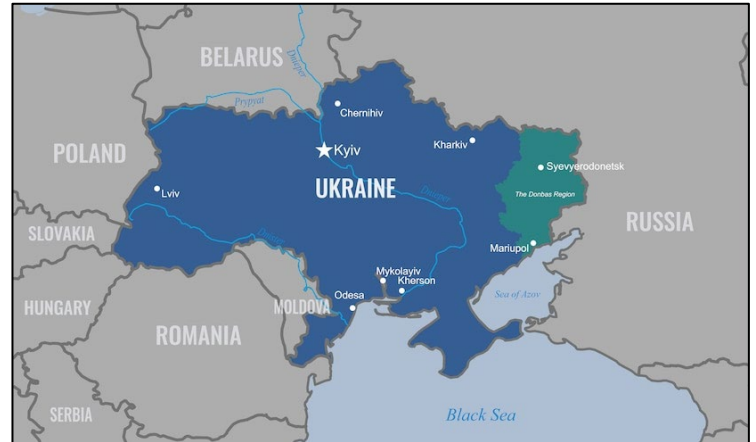 BELARUS
Dnieper
Prypyat
Chernihiv
Kyiv
Kharkiv
POLAND
Syevyerodonetsk
Lviv
UKRAINE
Dnieper
The Donbas Region
RUSSIA
SLOVAKIA
Mariupol
Mykolayiv
Kherson
Sea of Azov
HUNGARY
Odesa
MOLDOVA
ROMANIA
SERBIA
Black Sea